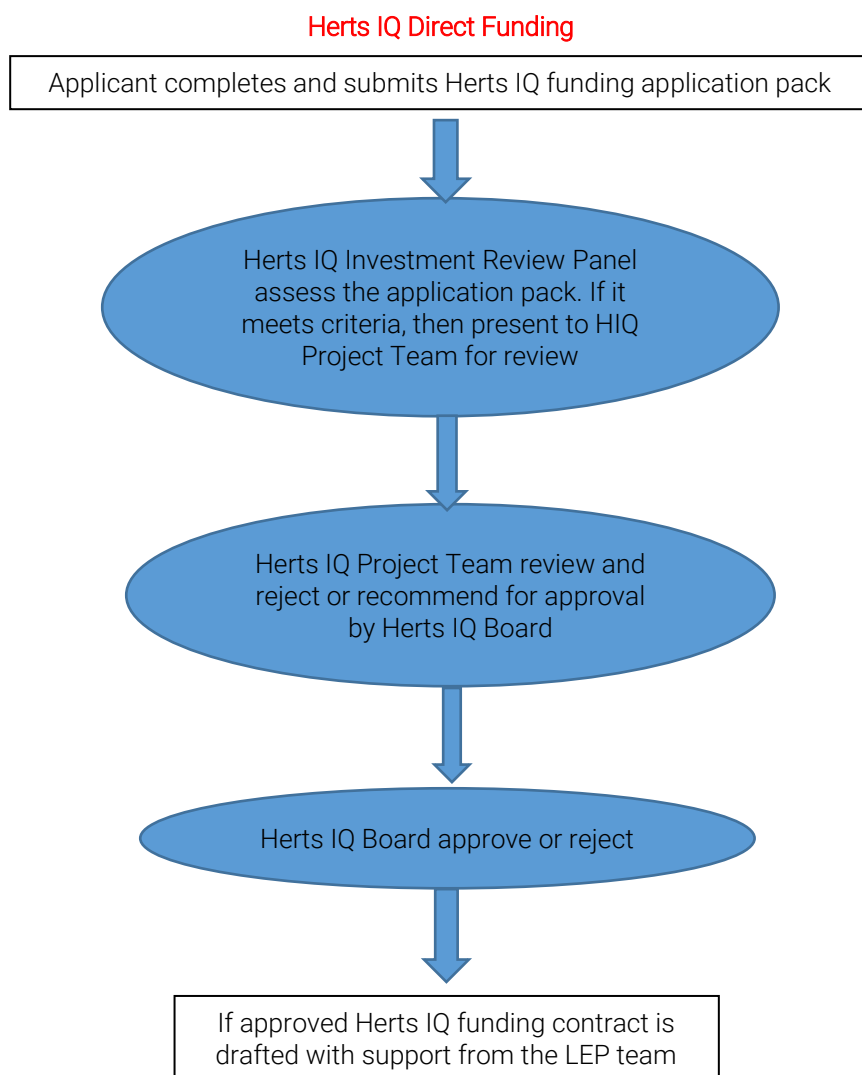 Herts IQ Direct Funding
Applicant completes and submits Herts IQ funding application pack
Herts IQ Investment Review Panel
assess the application pack. If it
meets criteria, then present to HIQ
Project Team for review
Herts IQ Project Team review and
reject or recommend for approval
by Herts IQ Board
Herts IQ Board approve or reject
If approved Herts IQ funding contract is
drafted with support from the LEP team